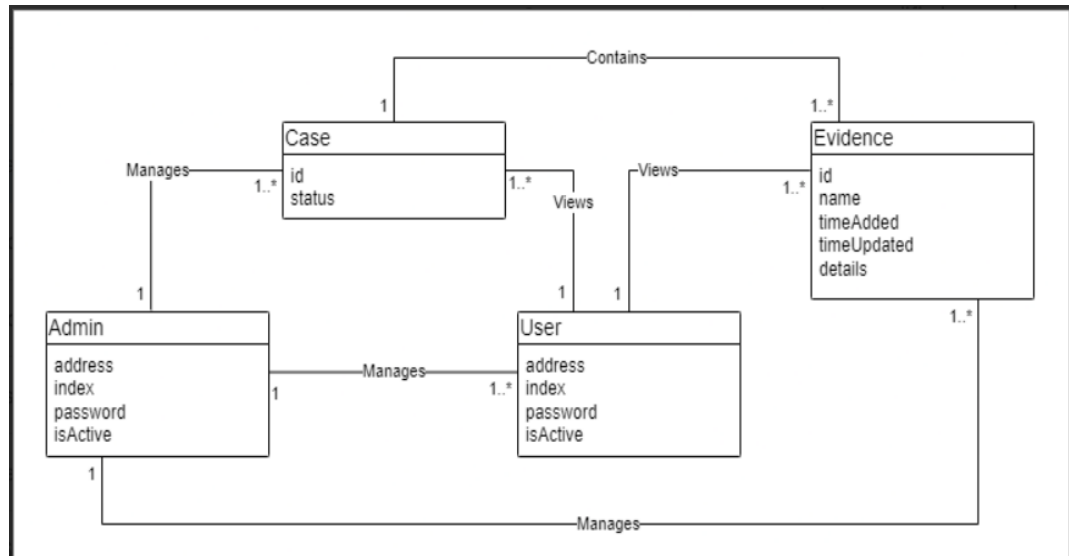 Contains
1
1..*
Case
id
status
Evidence
id
name
timeAdded
timeUpdated
details
Manages
1..*
1..*
Views
Views
1..*
1
1
1
1..*
Admin
address
index
password
isActive
User
address
index
password
isActive
Manages
1
1..*
1
Manages